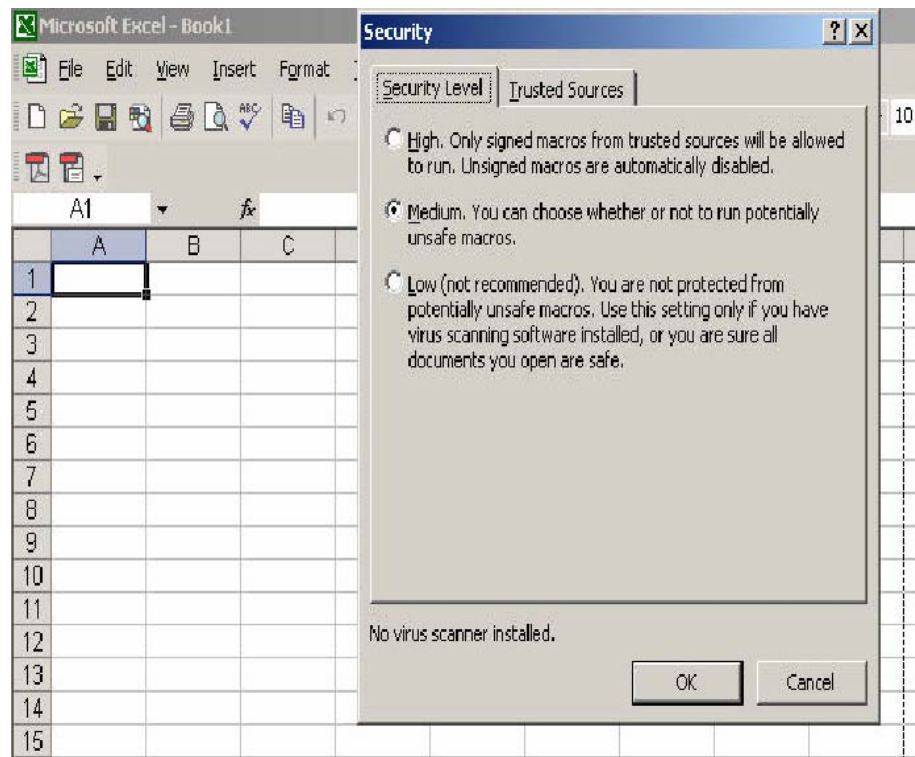 Microsoft Excel - Book1
File Edit View Insert Format
ABC
10
A1 fx
A B C
1
2
3
4
5
6
7
8
9
10
11
12
13
14
15
Security
? X
Security Level Trusted Sources
High. Only signed macros from trusted sources will be allowed
to run. Unsigned macros are automatically disabled.
Medium. You can choose whether or not to run potentially
unsafe macros.
Low (not recommended). You are not protected from
potentially unsafe macros. Use this setting only if you have
virus scanning software installed, or you are sure all
documents you open are safe.
No virus scanner installed.
OK Cancel